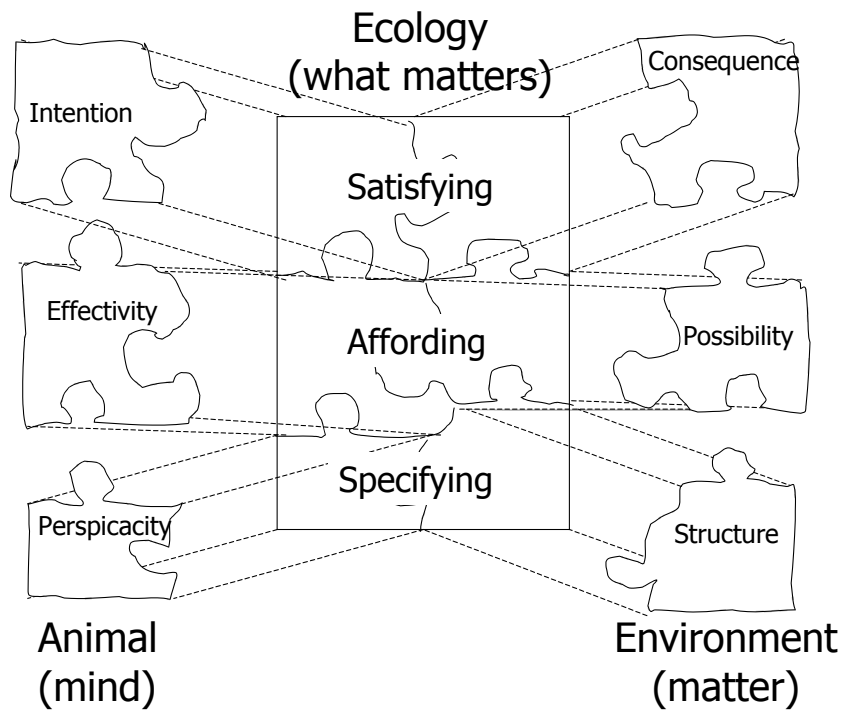 Ecology
(what matters)
Intention
Consequence
Satisfying
Effectivity
Affording
Possibility
Specifying
Perspicacity
Structure
Animal
(mind)
Environment
(matter)